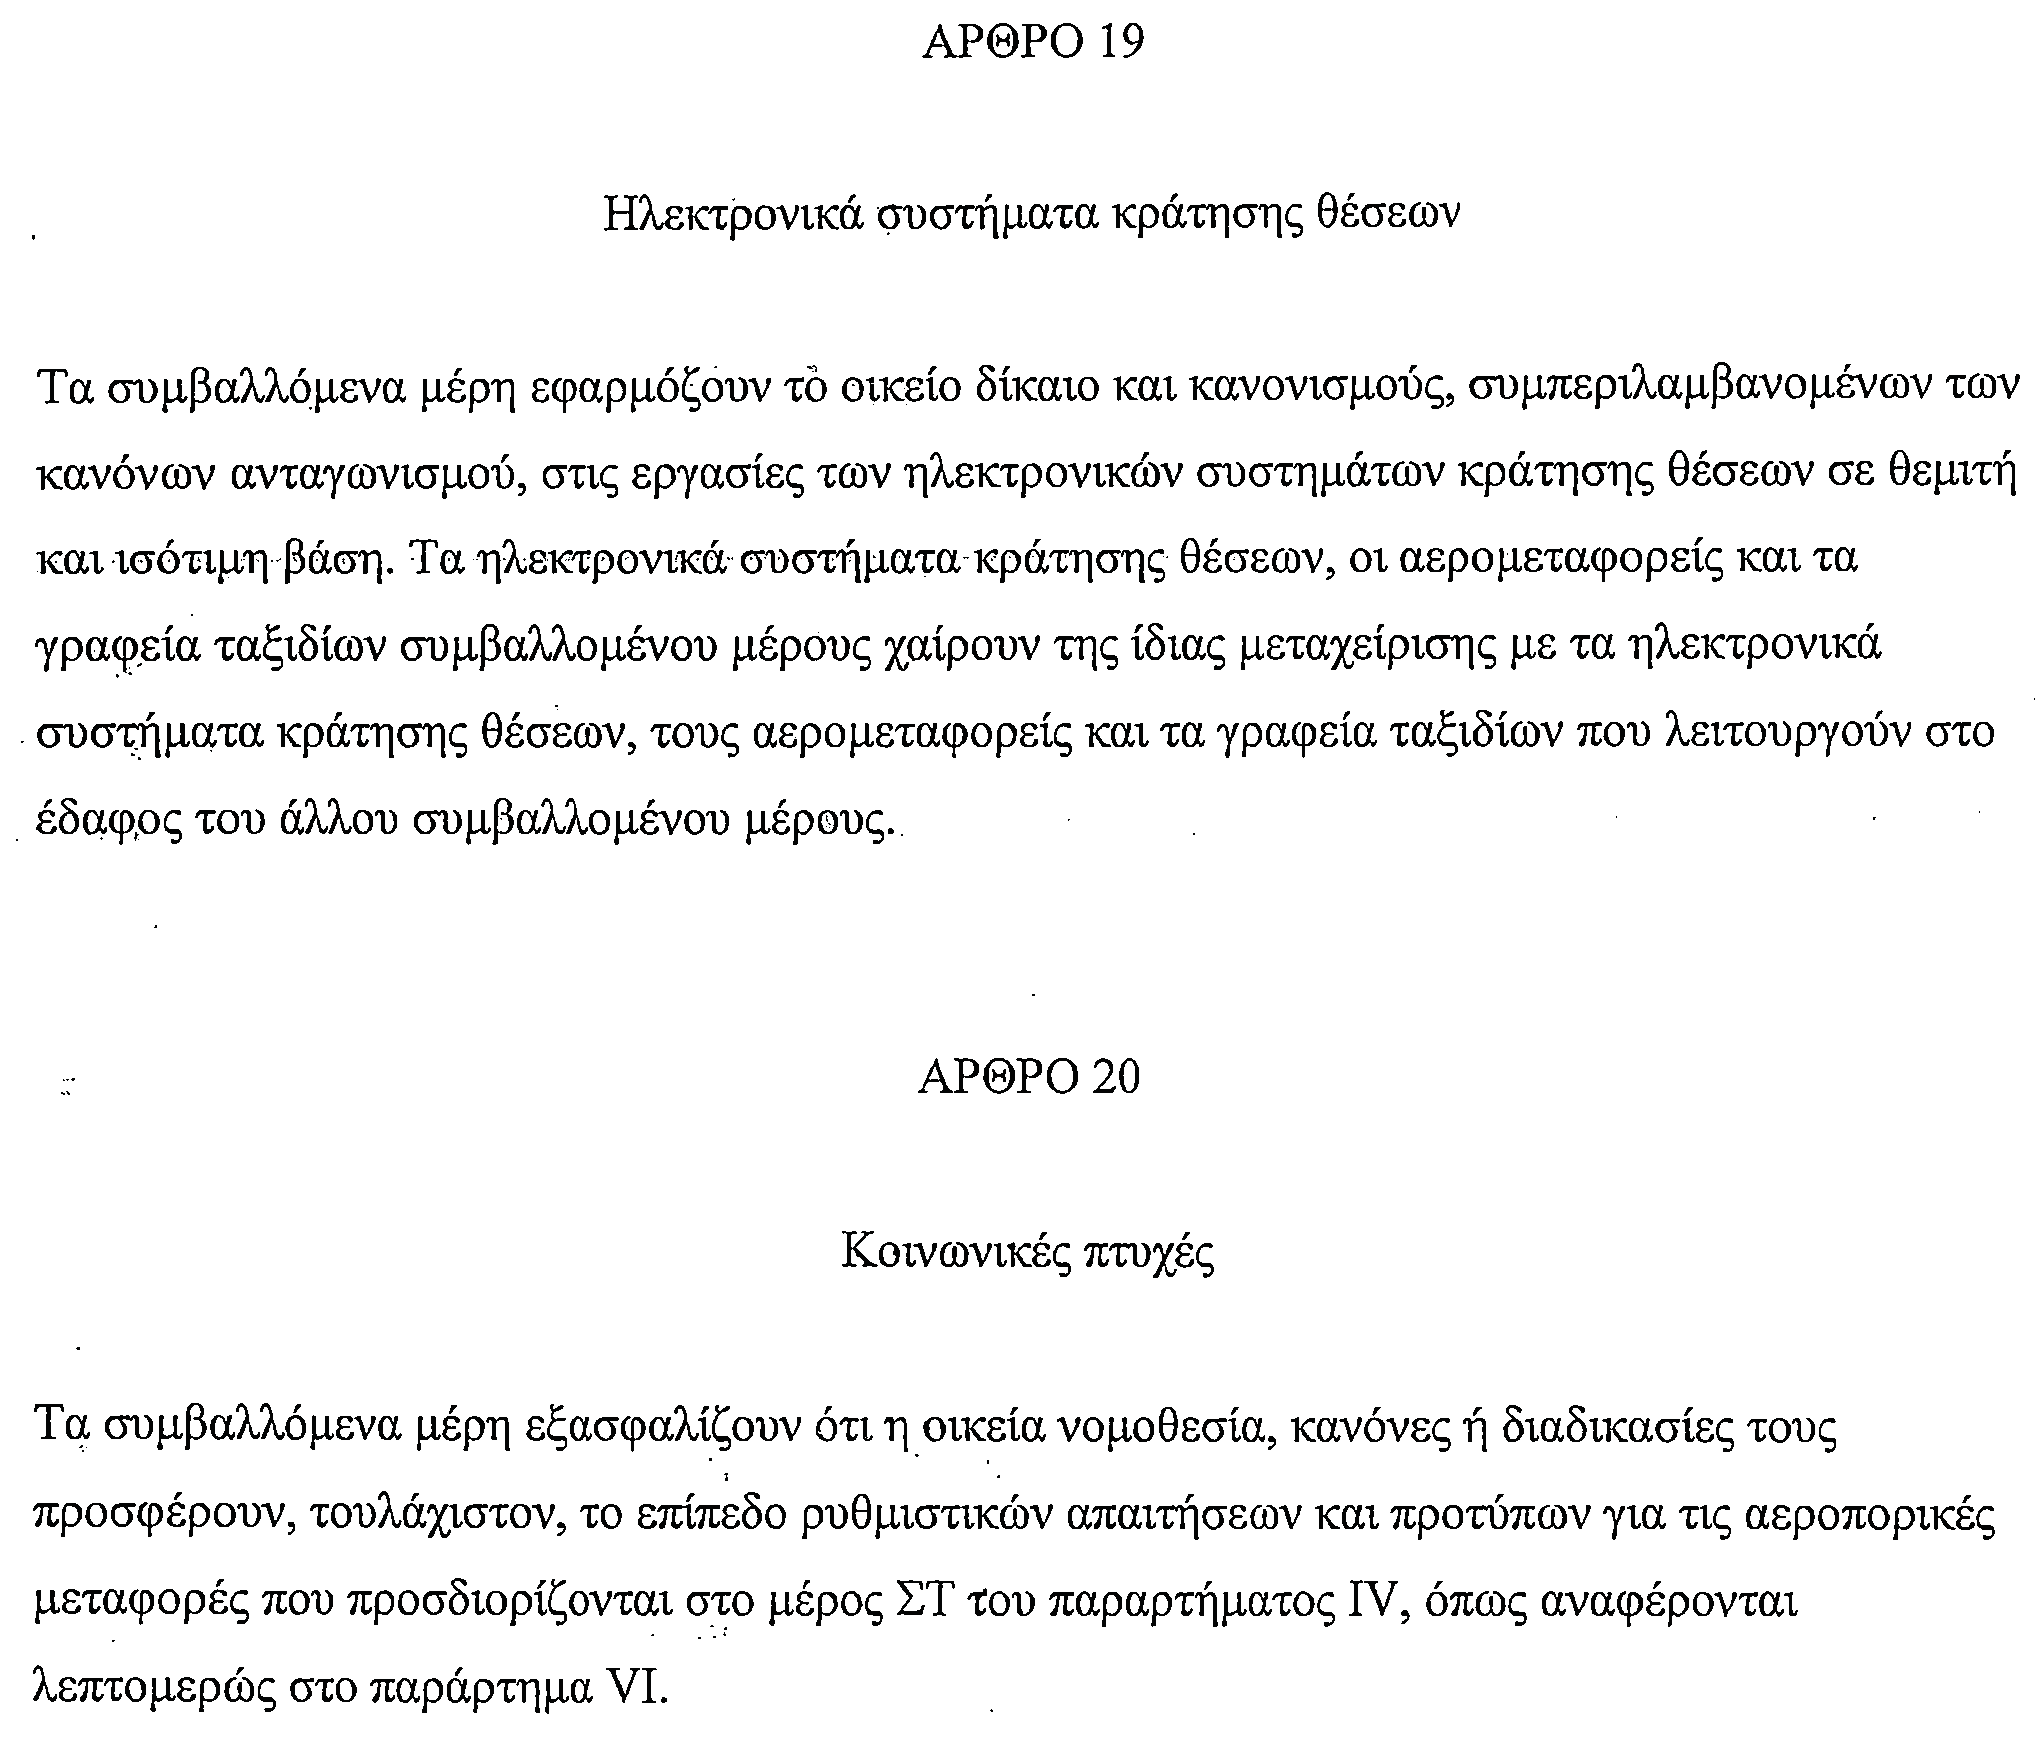 ΑΡΘΡΟ 19
Ηλεκτρονικά συστήματα κράτησης θέσεων
Τα συμβαλλόμενα μέρη εφαρμόζουν το οικείο δίκαιο και κανονισμούς, συμπεριλαμβανομένων των
κανόνων ανταγωνισμού, στις εργασίες των ηλεκτρονικών συστημάτων κράτησης θέσεων σε θεμιτή
και ισότιμη βάση. Τα ηλεκτρονικά συστήματα κράτησης θέσεων, οι αερομεταφορείς και τα
γραφεία ταξιδίων συμβαλλομένου μέρους χαίρουν της ίδιας μεταχείρισης με τα ηλεκτρονικά
συστήματα κράτησης θέσεων, τους αερομεταφορείς και τα γραφεία ταξιδίων που λειτουργούν στο
έδαφος του άλλου συμβαλλομένου μέρους.
ΑΡΘΡΟ 20
Κοινωνικές πτυχές
Τα συμβαλλόμενα μέρη εξασφαλίζουν ότι η οικεία νομοθεσία, κανόνες ή διαδικασίες τους
προσφέρουν, τουλάχιστον, το επίπεδο ρυθμιστικών απαιτήσεων και προτύπων για τις αεροπορικές
μεταφορές που προσδιορίζονται στο μέρος ΣΤ του παραρτήματος IV, όπως αναφέρονται
λεπτομερώς στο παράρτημα VI.